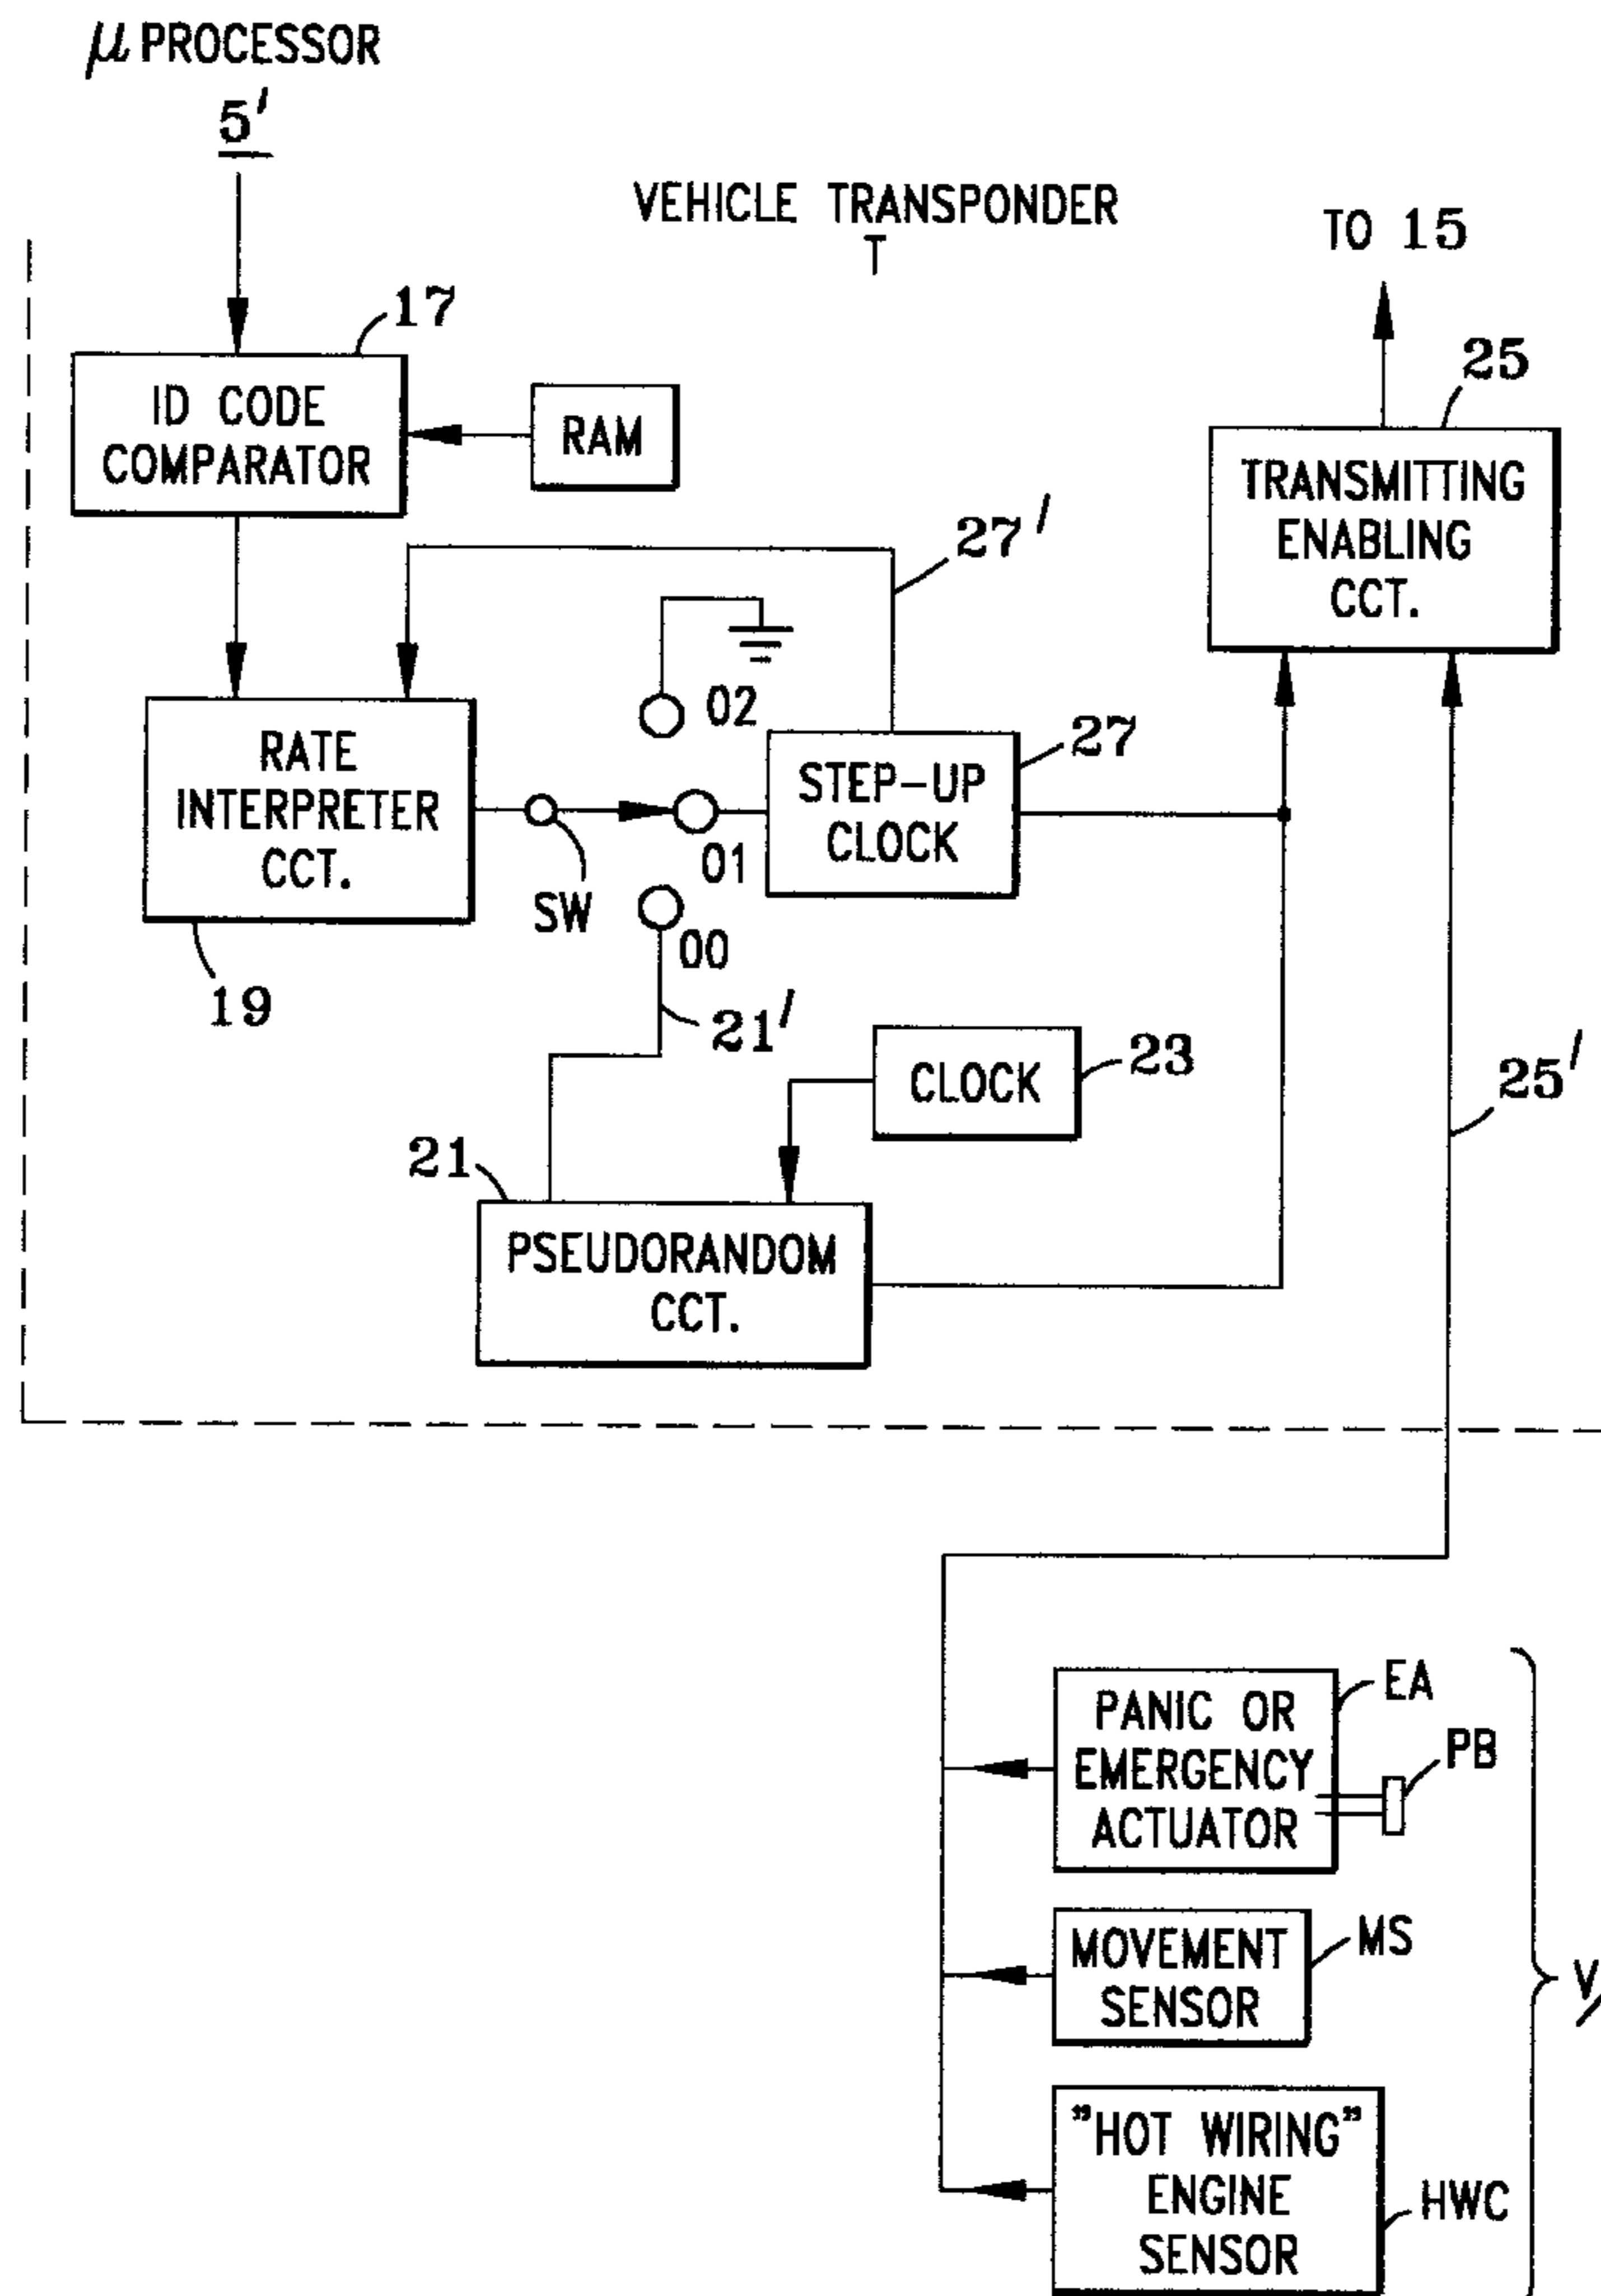 μ PROCESSOR
5'
VEHICLE TRANSPONDER
T
TO 15
17
ID CODE
COMPARATOR
RAM
25
TRANSMITTING
ENABLING
CCT.
27'
02
RATE
INTERPRETER
CCT.
SW
01
STEP-UP
CLOCK
27
00
19
21'
CLOCK
23
25'
21
PSEUDORANDOM
CCT.
PANIC OR
EMERGENCY
ACTUATOR
EA
PB
MOVEMENT
SENSOR
MS
V
"HOT WIRING"
ENGINE
SENSOR
HWC